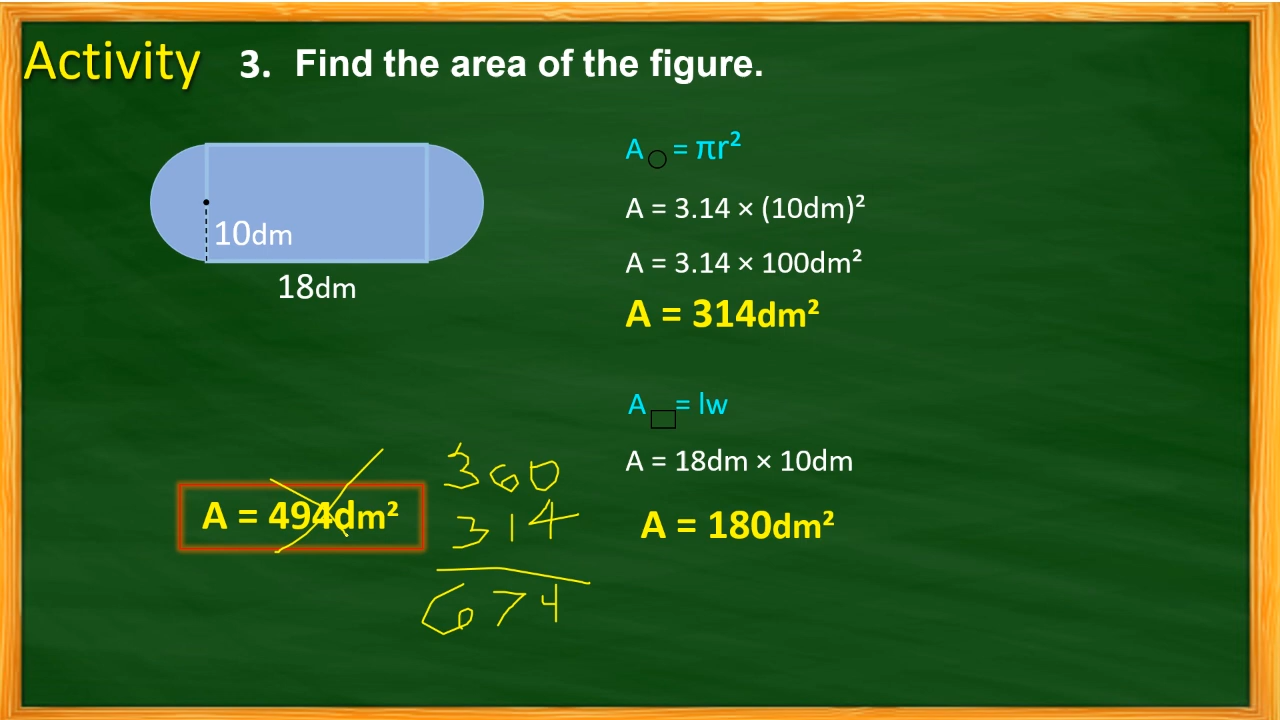 Activity
3. Find the area of the figure.
10dm
18dm
A = πr²
A = 3.14 × (10dm)²
A = 3.14 × 100dm²
A = 314dm²
A = lw
A = 18dm × 10dm
A = 180dm²
A = 494dm²
360
314
674